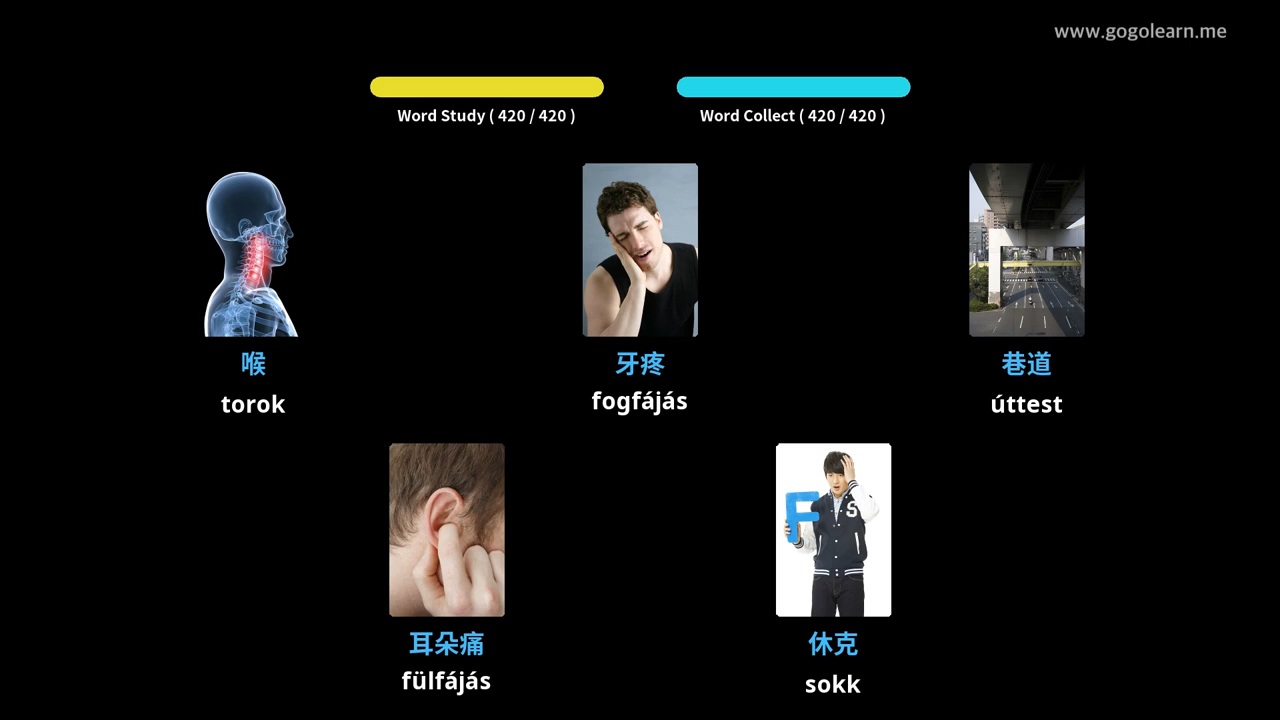 www.gogolearn.me
Word Study ( 420 / 420 )
Word Collect ( 420 / 420 )
喉
torok
牙疼
fogfájás
巷道
úttest
F
S
耳朵痛
fülfájás
休克
sokk